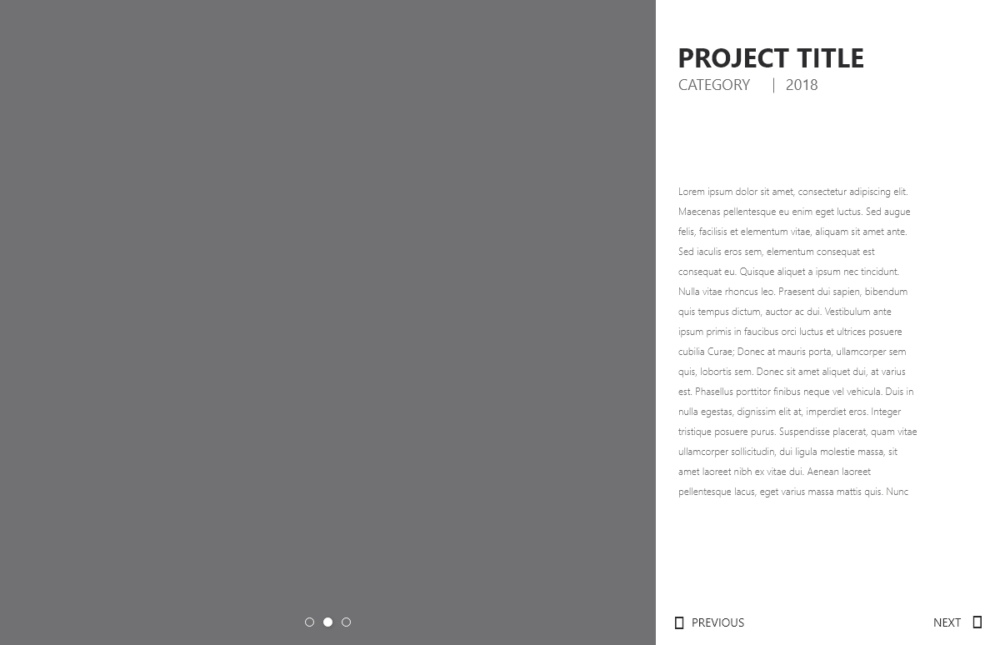 PROJECT TITLE
CATEGORY | 2018
Lorem ipsum dolor sit amet, consectetur adipiscing elit.
Maecenas pellentesque eu enim eget luctus. Sed augue
felis, facilisis et elementum vitae, aliquam sit amet ante.
Sed iaculis eros sem, elementum consequat est
consequat eu. Quisque aliquet a ipsum nec tincidunt.
Nulla vitae rhoncus leo. Praesent dui sapien, bibendum
quis tempus dictum, auctor ac dui. Vestibulum ante
ipsum primis in faucibus orci luctus et ultrices posuere
cubilia Curae; Donec at mauris porta, ullamcorper sem
quis, lobortis sem. Donec sit amet aliquet dui, at varius
est. Phasellus porttitor finibus neque vel vehicula. Duis in
nulla egestas, dignissim elit at, imperdiet eros. Integer
tristique posuere purus. Suspendisse placerat, quam vitae
ullamcorper sollicitudin, dui ligula molestie massa, sit
amet laoreet nibh ex vitae dui. Aenean laoreet
pellentesque lacus, eget varius massa mattis quis. Nunc
PREVIOUS
NEXT